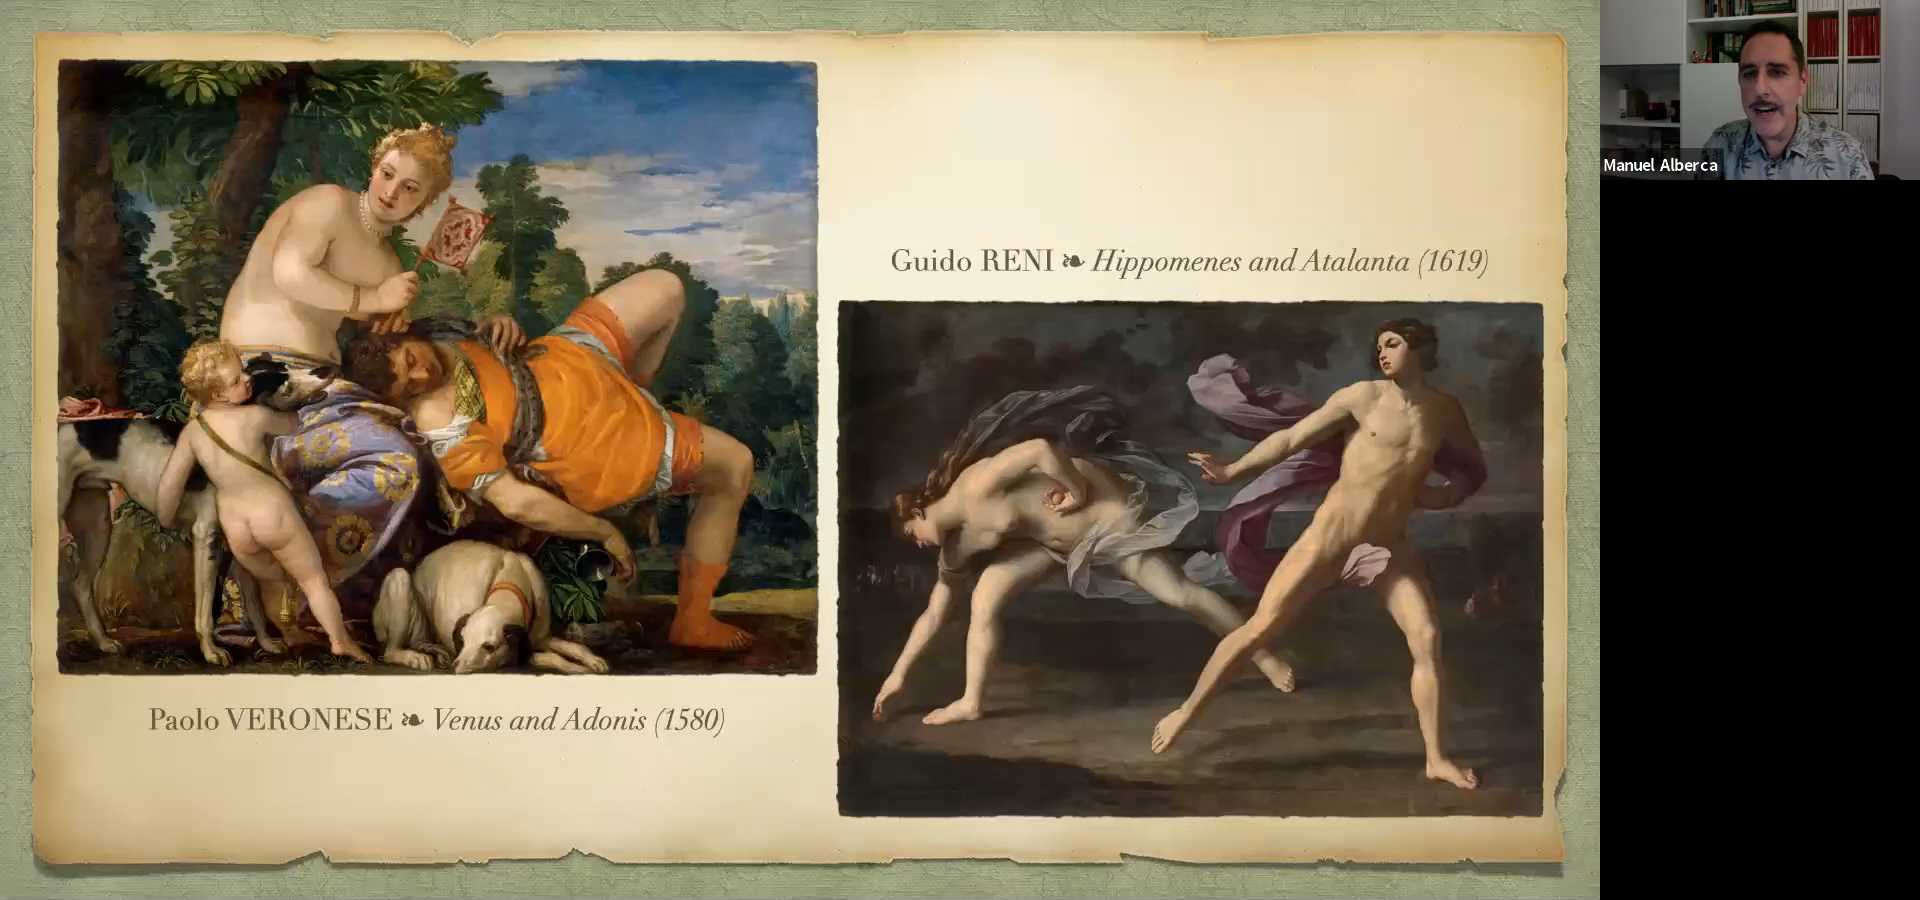 Guido RENI ❧ Hippomenes and Atalanta (1619)
Paolo VERONESE ❧ Venus and Adonis (1580)
Manuel Alberca